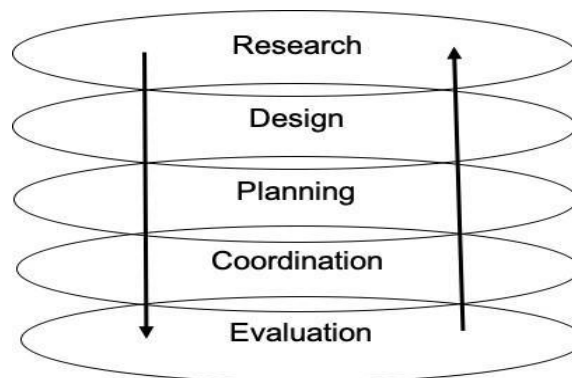 Research
Design
Planning
Coordination
Evaluation